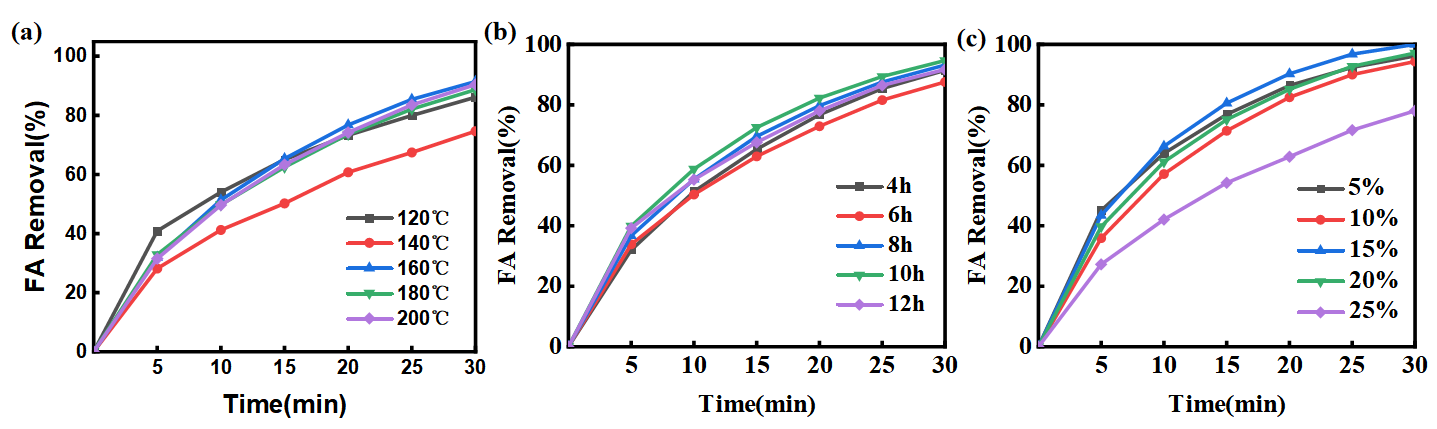 (a)
FA Removal(%)
100
80
60
40
20
0
5 10 15 20 25 30
Time(min)
120℃
140℃
160℃
180℃
200℃
(b)
FA Removal(%)
100
80
60
40
20
0
5 10 15 20 25 30
Time(min)
4h
6h
8h
10h
12h
(c)
FA Removal(%)
100
80
60
40
20
0
5 10 15 20 25 30
Time(min)
5%
10%
15%
20%
25%